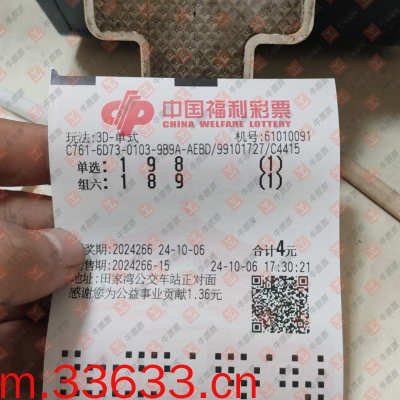 中国福利彩票
CHINA WELFARE LOTTERY
玩法:3D-单式 机号:61010091
C761-6D73-0103-9B9A-AEBD/99101727/C4415
单选: 1 9 8 (1)
组六: 1 8 9 (1)
奖期:2024266 24-10-06 合计4元
售期:2024266-15 24-10-06 17:30:21
地址:田家湾公交车站正对面
感谢您为公益事业贡献1.36元
m.33633.cn